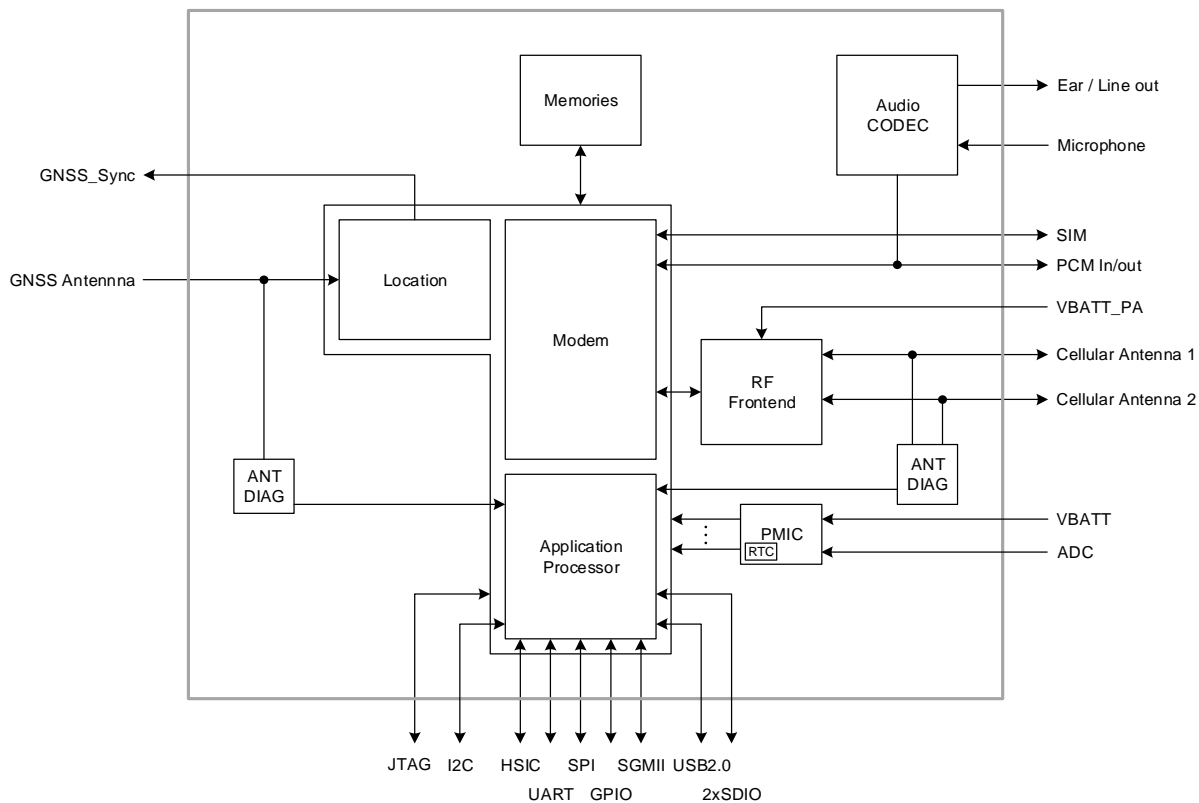 Memories
Audio
CODEC
Ear / Line out
Microphone
GNSS_Sync
GNSS Antennna
Location
Modem
SIM
PCM In/out
VBATT_PA
RF
Frontend
Cellular Antenna 1
Cellular Antenna 2
ANT
DIAG
ANT
DIAG
Application
Processor
PMIC
RTC
VBATT
ADC
JTAG
I2C
HSIC
SPI
SGMII
USB2.0
UART
GPIO
2xSDIO